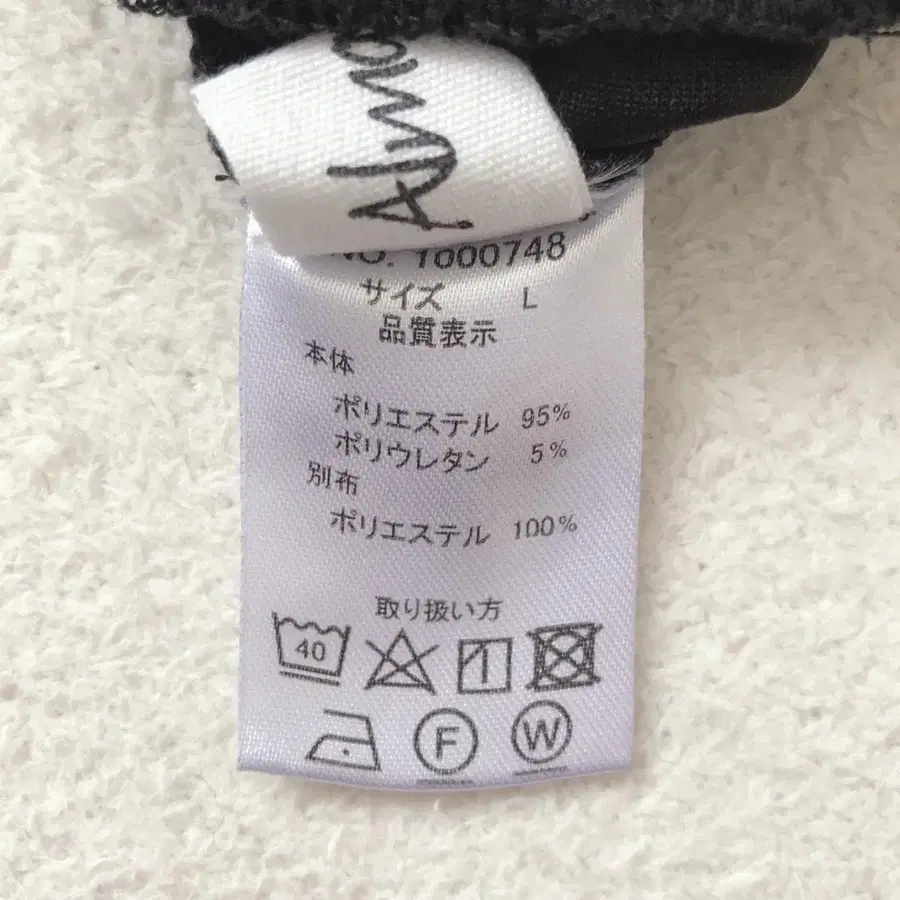 NO. 1000748
サイズ L
品質表示
本体
ポリエステル 95%
ポリウレタン 5%
別布
ポリエステル 100%
取り扱い方
40
F W